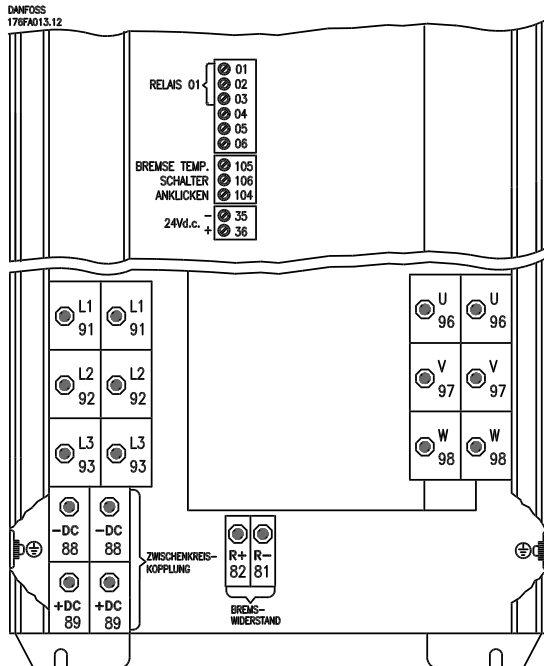 DANFOSS
176FA013.12
RELAIS 01
01
02
03
04
05
06
BREMSE TEMP.
SCHALTER
ANKLICKEN
105
106
104
24Vd.c.
- 35
+ 36
L1 91
L1 91
L2 92
L2 92
L3 93
L3 93
U 96
U 96
V 97
V 97
W 98
W 98
-DC 88
-DC 88
+DC 89
+DC 89
ZWISCHENKREIS-
KOPPLUNG
R+ 82
R- 81
BREMS-
WIDERSTAND